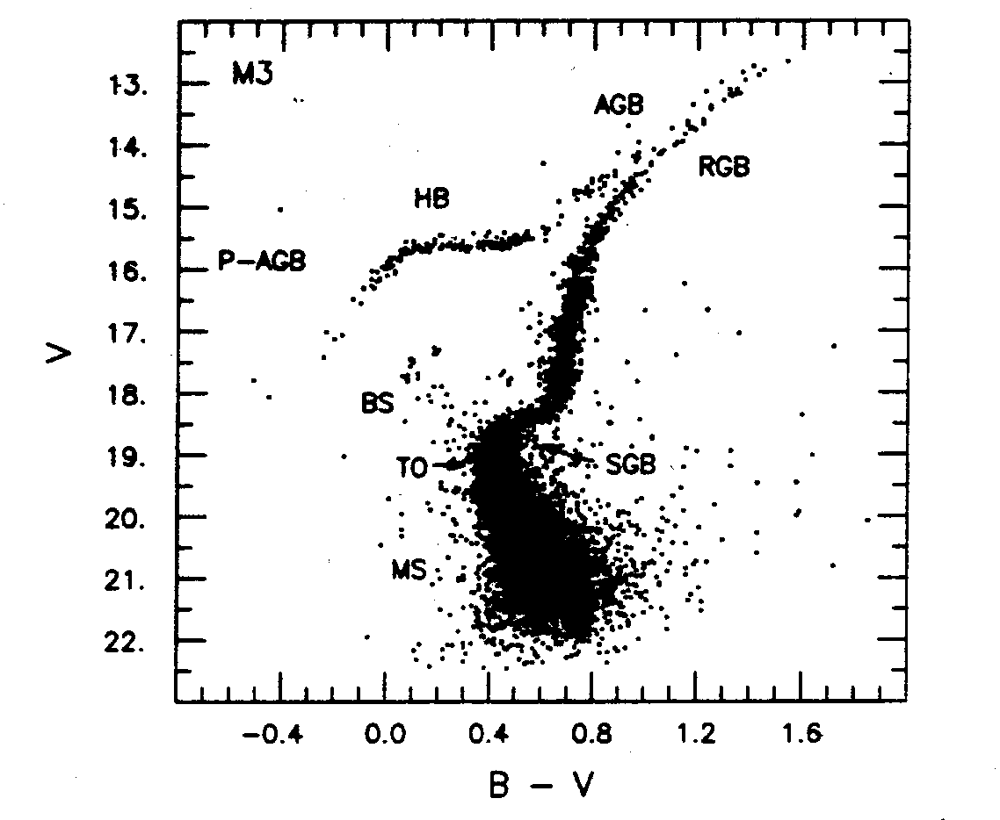 M3
13.
AGB
14.
RGB
HB
15.
P-AGB
16.
17.
V
18.
BS
19.
TO
SGB
20.
MS
21.
22.
-0.4 0.0 0.4 0.8 1.2 1.6
B - V